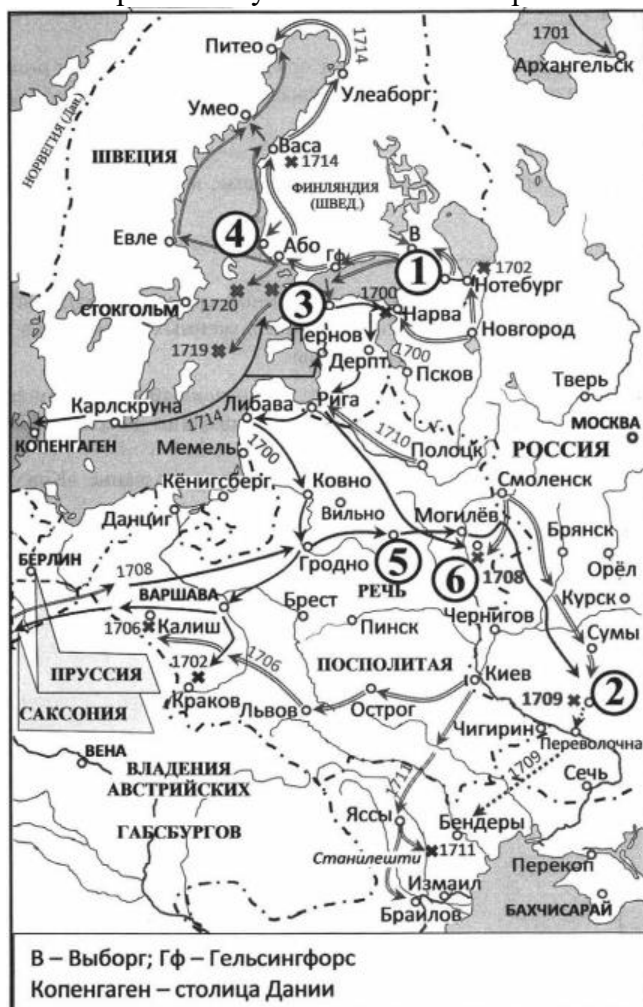 1701
Архангельск
Питео
1714
Улеаборг
НОРВЕГИЯ (Дан.)
Умео
ШВЕЦИЯ
Васа
1714
ФИНЛЯНДИЯ
(ШВЕД.)
Евле
4
Або
Гф
В
1
1702
Нотебург
СТОКГОЛЬМ
1720
3
1700
Нарва
Новгород
Пернов
1719
Дерпт
1700
Псков
Тверь
Карлскруна
1714
КОПЕНГАГЕН
Либава
Рига
МОСКВА
1700
1710
Полоцк
РОССИЯ
Мемель
Смоленск
Кёнигсберг
Ковно
Вильно
Могилёв
Брянск
Данциг
БЕРЛИН
1708
Гродно
5
6
1708
Орёл
РЕЧЬ
Курск
ВАРШАВА
Брест
Чернигов
1706
Калиш
Пинск
Сумы
ПРУССИЯ
1702
1706
ПОСПОЛИТАЯ
САКСОНИЯ
Краков
Киев
1709
2
Львов
Острог
Чигирин
Переволочна
ВЕНА
1709
Сечь
ВЛАДЕНИЯ
АВСТРИЙСКИХ
ГАБСБУРГОВ
1711
Яссы
Бендеры
Станилешти
1711
Перекоп
Измаил
Браилов
БАХЧИСАРАЙ
В – Выборг; Гф – Гельсингфорс
Копенгаген – столица Дании